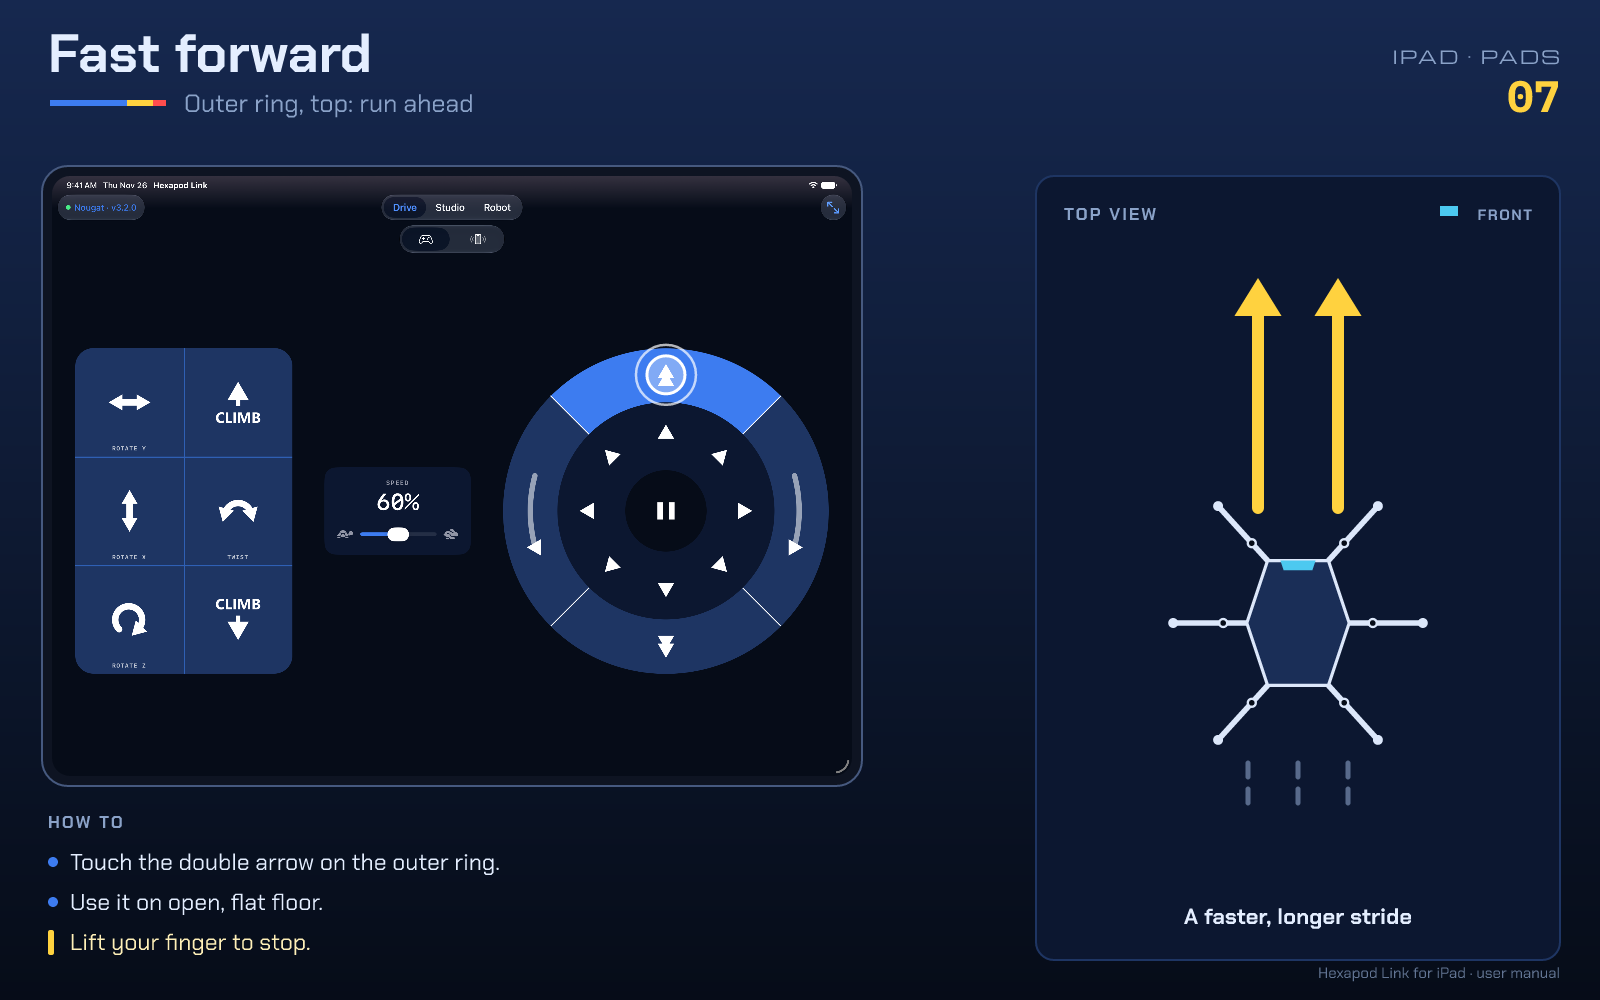 Fast forward
Outer ring, top: run ahead
IPAD · PADS
07
9:41 AM Thu Nov 26 Hexapod Link
Nougat · v3.2.0
Drive
Studio
Robot
ROTATE Y
CLIMB
ROTATE X
TWIST
ROTATE Z
CLIMB
SPEED
60%
TOP VIEW
FRONT
A faster, longer stride
HOW TO
Touch the double arrow on the outer ring.
Use it on open, flat floor.
Lift your finger to stop.
Hexapod Link for iPad · user manual